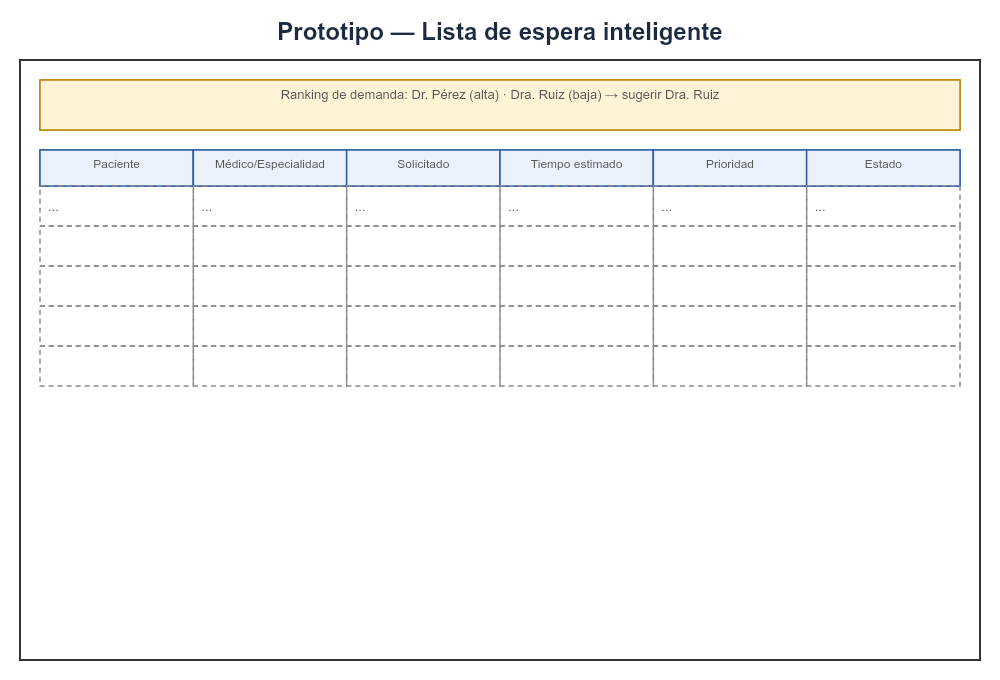 Prototipo — Lista de espera inteligente
Ranking de demanda: Dr. Pérez (alta) · Dra. Ruiz (baja) → sugerir Dra. Ruiz
Paciente Médico/Especialidad Solicitado Tiempo estimado Prioridad Estado
... ... ... ... ... ...